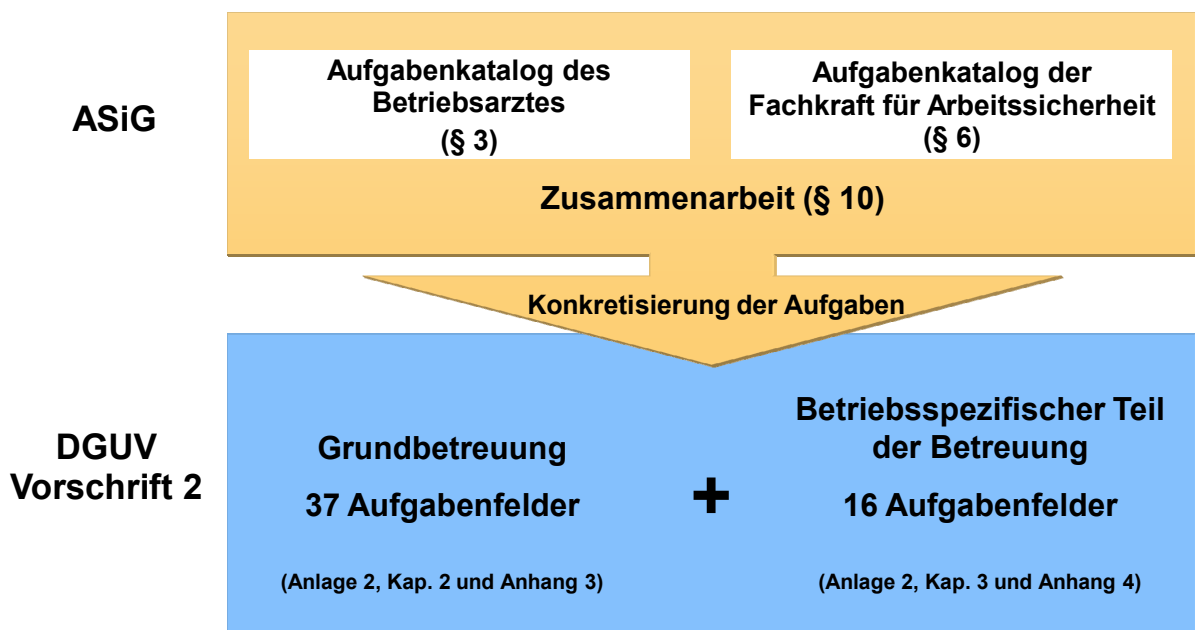 ASiG
Aufgabenkatalog des
Betriebsarztes
(§ 3)
Aufgabenkatalog der
Fachkraft für Arbeitssicherheit
(§ 6)
Zusammenarbeit (§ 10)
Konkretisierung der Aufgaben
DGUV
Vorschrift 2
Grundbetreuung
37 Aufgabenfelder
(Anlage 2, Kap. 2 und Anhang 3)
+
Betriebsspezifischer Teil
der Betreuung
16 Aufgabenfelder
(Anlage 2, Kap. 3 und Anhang 4)